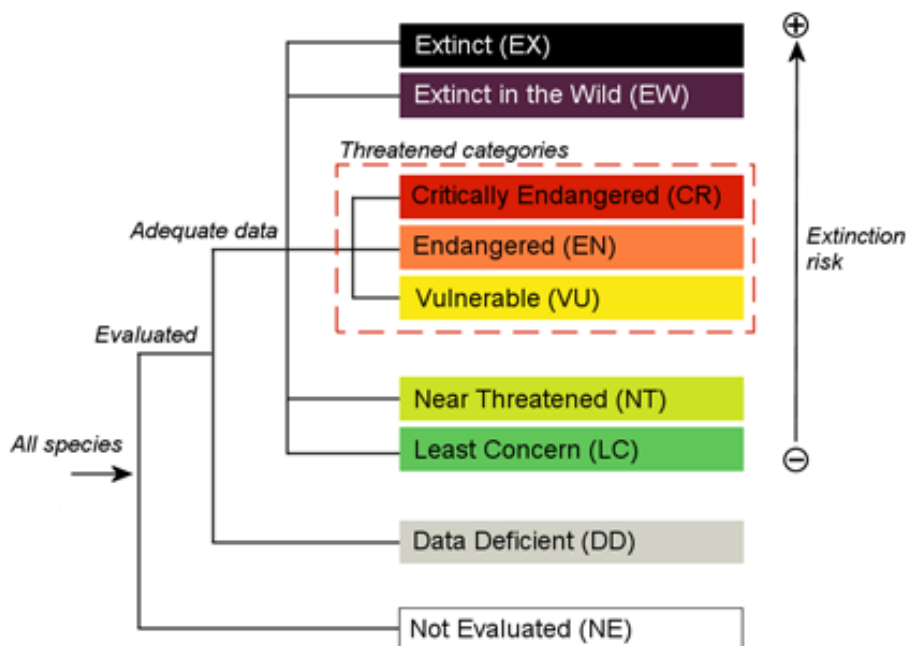 Extinct (EX)
Extinct in the Wild (EW)
Threatened categories
Critically Endangered (CR)
Adequate data
Endangered (EN)
Extinction
risk
Vulnerable (VU)
Evaluated
Near Threatened (NT)
All species
Least Concern (LC)
Data Deficient (DD)
Not Evaluated (NE)